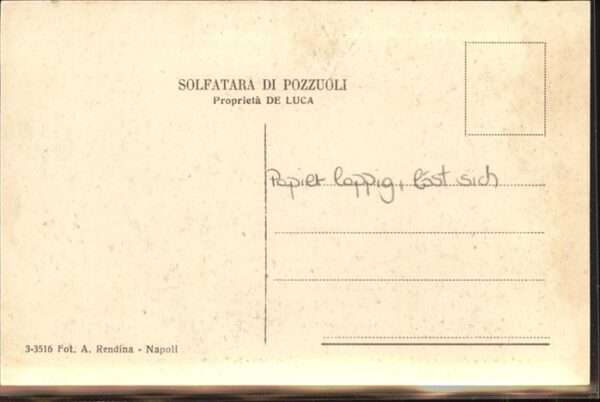 SOLFATARA DI POZZUOLI
Proprietà DE LUCA
Papier lappig, löst sich
3-3516 Fot. A. Rendina - Napoli